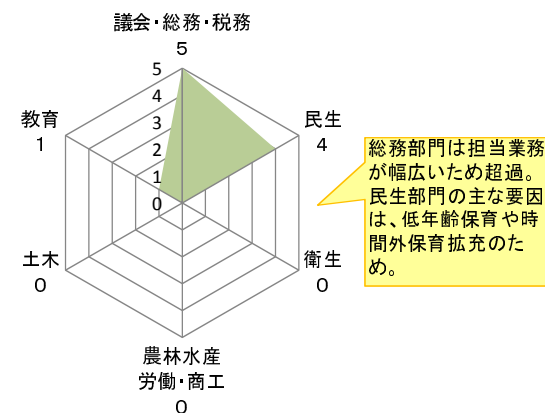 議会・総務・税務
5
5
4
3
2
1
0
教育
1
民生
4
総務部門は担当業務
が幅広いため超過。
民生部門の主な要因
は、低年齢保育や時
間外保育拡充のた
め。
土木
0
衛生
0
農林水産
労働・商工
0